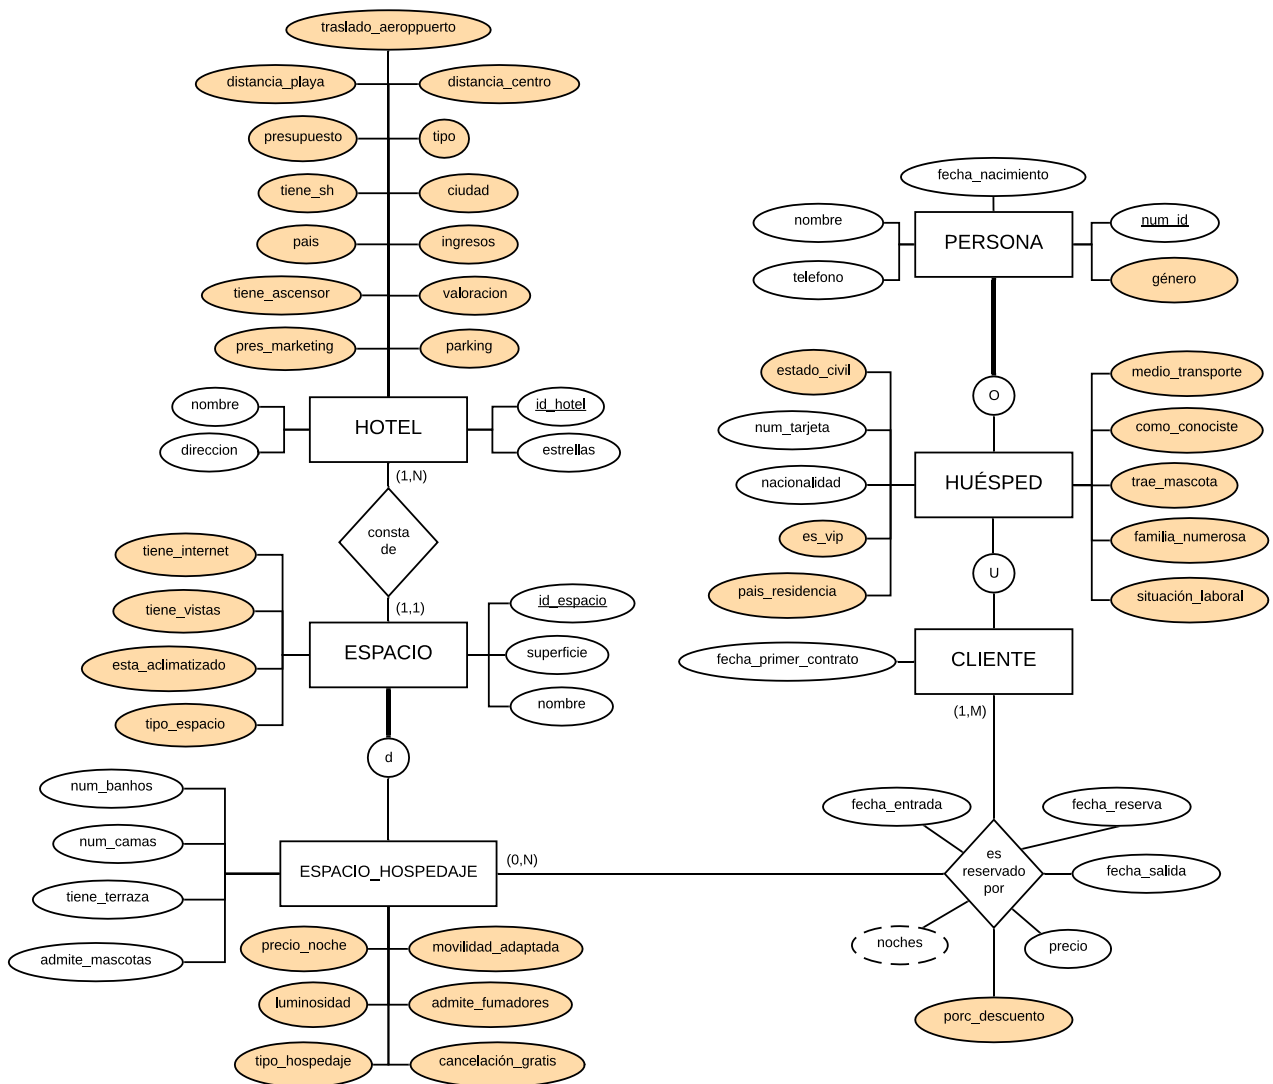 traslado_aeroppuerto
distancia_playa
distancia_centro
presupuesto
tipo
tiene_sh
ciudad
pais
ingresos
tiene_ascensor
valoracion
pres_marketing
parking
nombre
id_hotel
HOTEL
direccion
estrellas
(1,N)
consta
de
(1,1)
tiene_internet
tiene_vistas
esta_aclimatizado
tipo_espacio
ESPACIO
id_espacio
superficie
nombre
d
num_banhos
num_camas
tiene_terraza
admite_mascotas
ESPACIO_HOSPEDAJE
(0,N)
precio_noche
movilidad_adaptada
luminosidad
admite_fumadores
tipo_hospedaje
cancelación_gratis
fecha_nacimiento
nombre
num_id
PERSONA
telefono
género
O
estado_civil
medio_transporte
num_tarjeta
como_conociste
nacionalidad
HUÉSPED
trae_mascota
es_vip
familia_numerosa
pais_residencia
situación_laboral
U
fecha_primer_contrato
CLIENTE
(1,M)
fecha_entrada
fecha_reserva
es
reservado
por
fecha_salida
noches
precio
porc_descuento